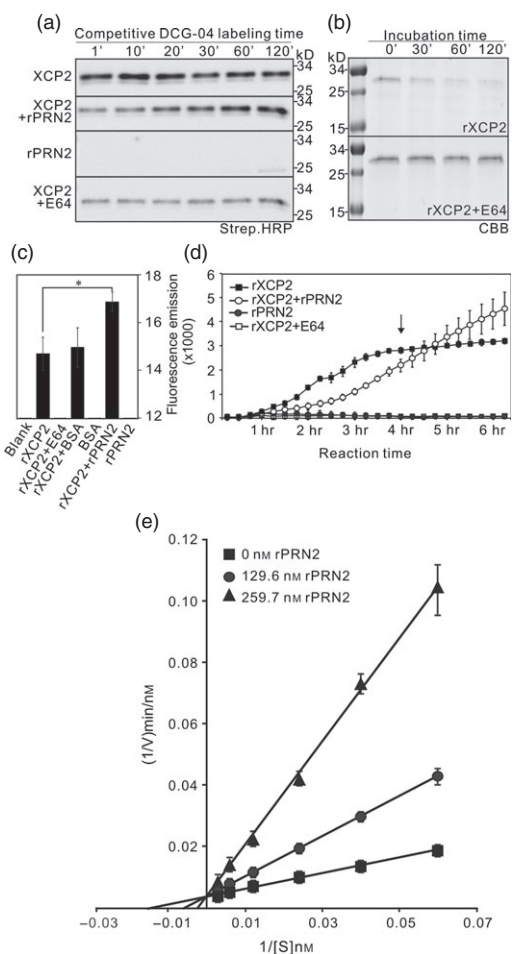 (a)
Competitive DCG-04 labeling time
1' 10' 20' 30' 60' 120' kD
XCP2
34
25
XCP2
+rPRN2
34
25
rPRN2
34
25
XCP2
+E64
34
25
Strep.HRP
(b)
Incubation time
kD 0' 30' 60' 120'
34
25
15
rXCP2
34
25
15
rXCP2+E64
CBB
(c)
*
18
16
14
12
Fluorescence emission
(x1000)
Blank
rXCP2
rXCP2+E64
rXCP2+BSA
BSA
rXCP2+rPRN2
rPRN2
(d)
6
5
4
3
2
1
0
rXCP2
rXCP2+rPRN2
rPRN2
rXCP2+E64
1 hr 2 hr 3 hr 4 hr 5 hr 6 hr
Reaction time
(e)
0.12
0.10
0.08
0.06
0.04
0.02
(1/V)min/nM
0 nM rPRN2
129.6 nM rPRN2
259.7 nM rPRN2
−0.03 −0.01 0.01 0.03 0.05 0.07
1/[S]nM